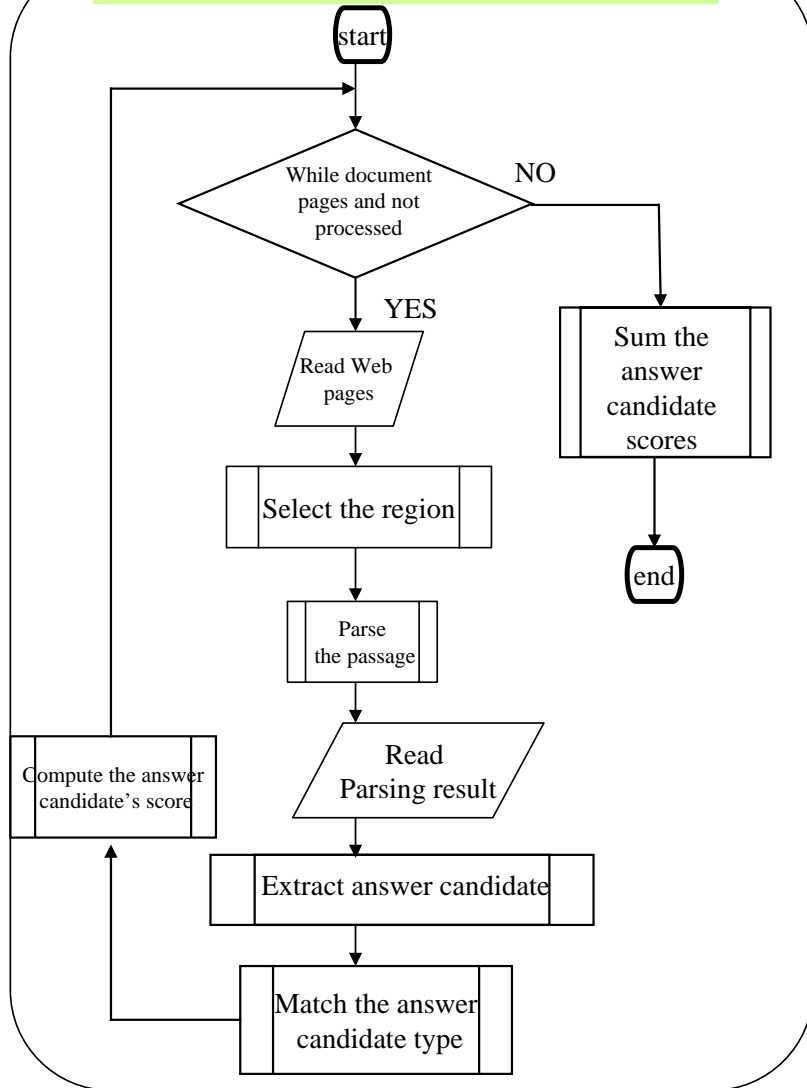 start
While document
pages and not
processed
NO
YES
Read Web
pages
Sum the
answer
candidate
scores
Select the region
end
Parse
the passage
Read
Parsing result
Compute the answer
candidate’s score
Extract answer candidate
Match the answer
candidate type